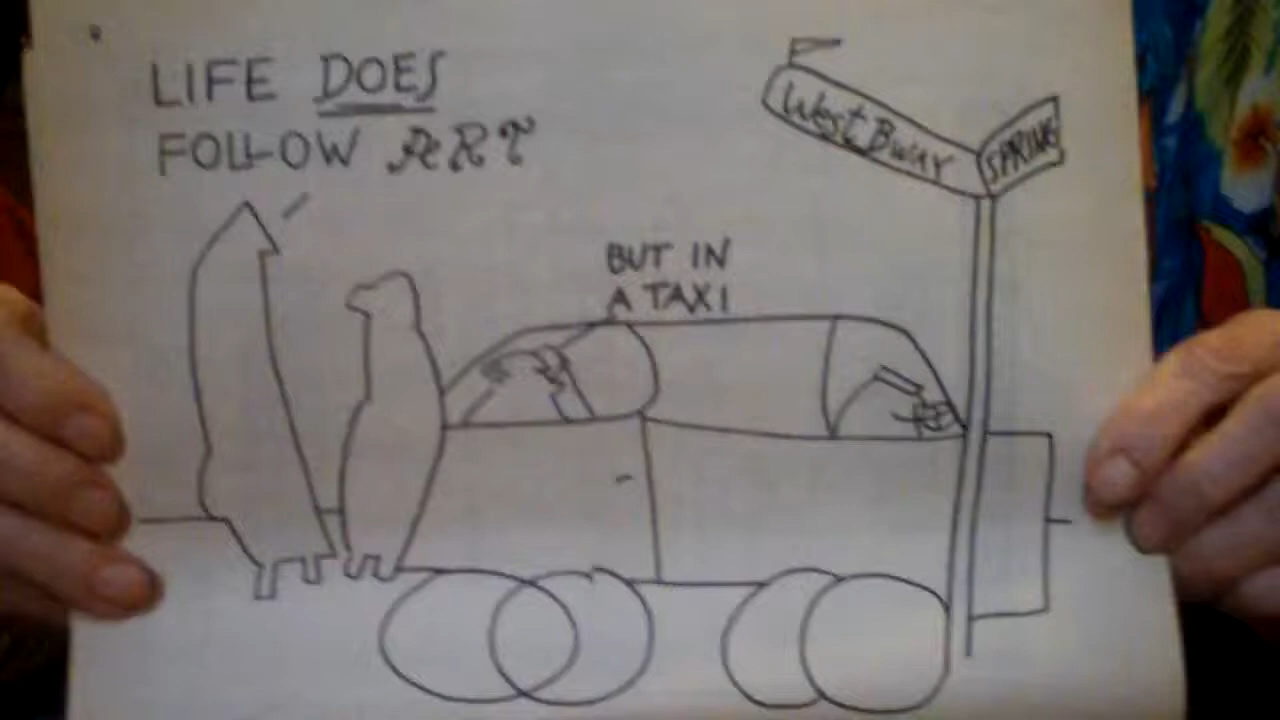 LIFE DOES
FOLLOW ART
West Bway
SPRING
BUT IN
A TAXI